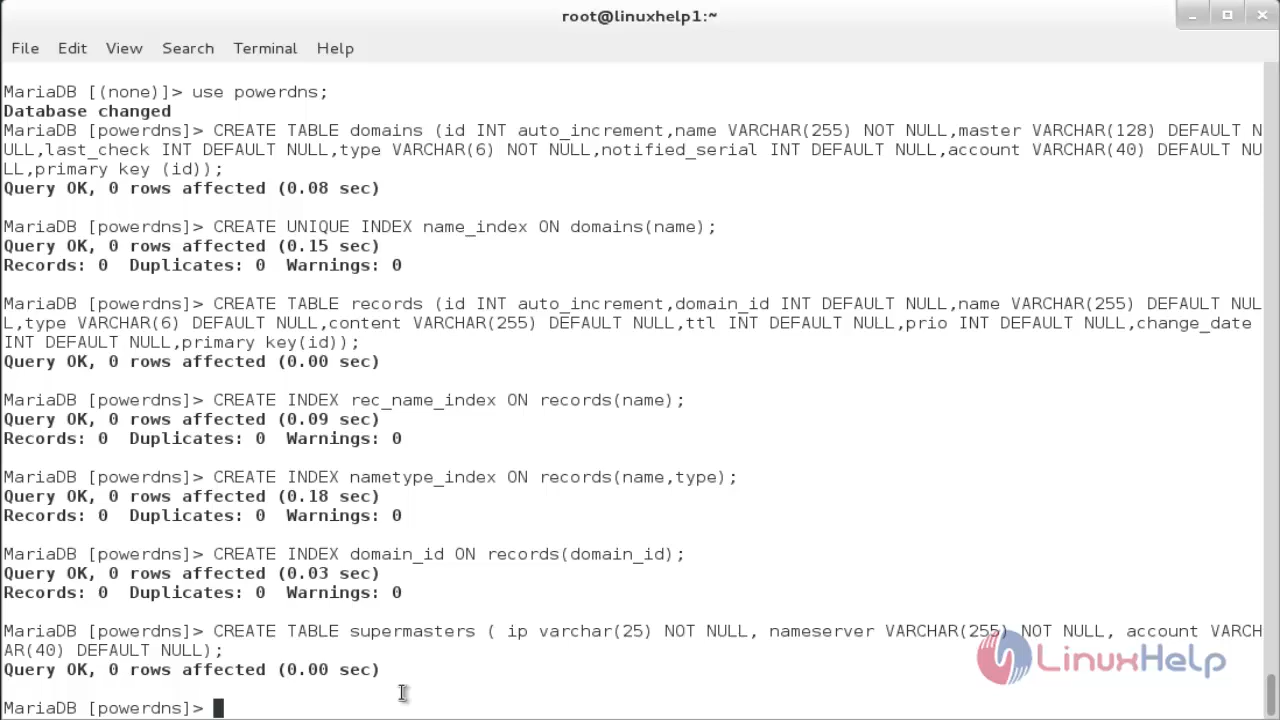 root@linuxhelp1:~
File Edit View Search Terminal Help
MariaDB [(none)]> use powerdns;
Database changed
MariaDB [powerdns]> CREATE TABLE domains (id INT auto_increment,name VARCHAR(255) NOT NULL,master VARCHAR(128) DEFAULT N
ULL,last_check INT DEFAULT NULL,type VARCHAR(6) NOT NULL,notified_serial INT DEFAULT NULL,account VARCHAR(40) DEFAULT NU
LL,primary key (id));
Query OK, 0 rows affected (0.08 sec)
MariaDB [powerdns]> CREATE UNIQUE INDEX name_index ON domains(name);
Query OK, 0 rows affected (0.15 sec)
Records: 0  Duplicates: 0  Warnings: 0
MariaDB [powerdns]> CREATE TABLE records (id INT auto_increment,domain_id INT DEFAULT NULL,name VARCHAR(255) DEFAULT NUL
L,type VARCHAR(6) DEFAULT NULL,content VARCHAR(255) DEFAULT NULL,ttl INT DEFAULT NULL,prio INT DEFAULT NULL,change_date
INT DEFAULT NULL,primary key(id));
Query OK, 0 rows affected (0.00 sec)
MariaDB [powerdns]> CREATE INDEX rec_name_index ON records(name);
Query OK, 0 rows affected (0.09 sec)
Records: 0  Duplicates: 0  Warnings: 0
MariaDB [powerdns]> CREATE INDEX nametype_index ON records(name,type);
Query OK, 0 rows affected (0.18 sec)
Records: 0  Duplicates: 0  Warnings: 0
MariaDB [powerdns]> CREATE INDEX domain_id ON records(domain_id);
Query OK, 0 rows affected (0.03 sec)
Records: 0  Duplicates: 0  Warnings: 0
MariaDB [powerdns]> CREATE TABLE supermasters ( ip varchar(25) NOT NULL, nameserver VARCHAR(255) NOT NULL, account VARCH
AR(40) DEFAULT NULL);
Query OK, 0 rows affected (0.00 sec)
LinuxHelp
MariaDB [powerdns]>